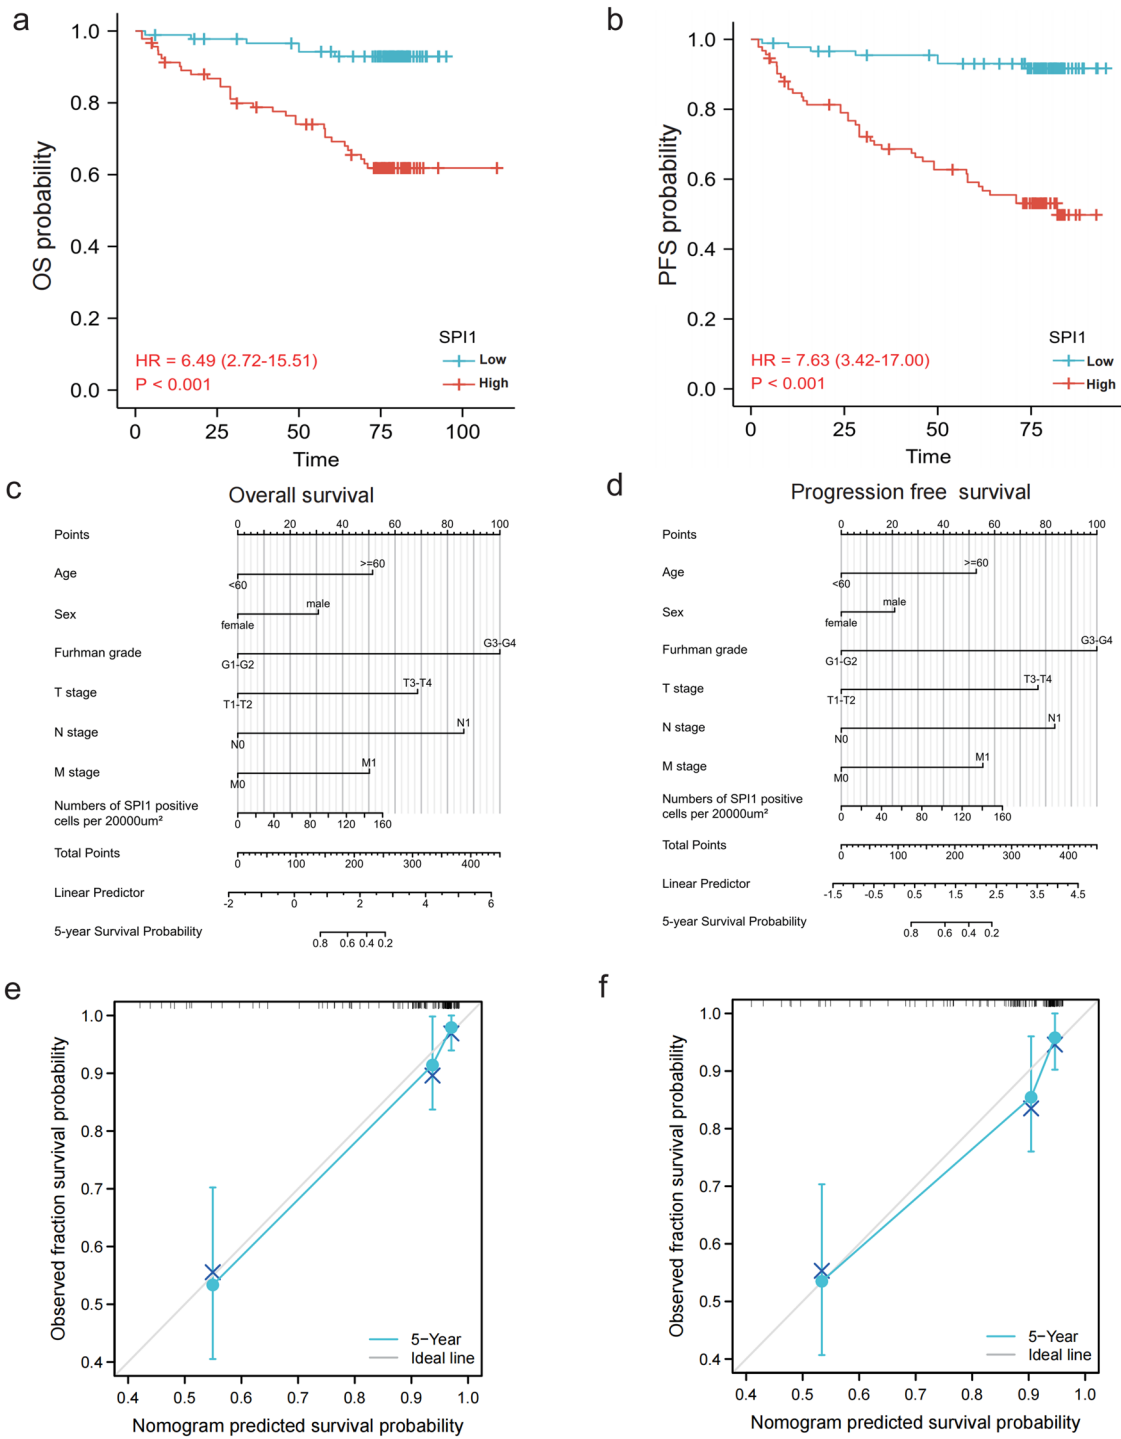 a
1.0
0.8
0.6
0.4
0.2
0.0
OS probability
HR = 6.49 (2.72-15.51)
P < 0.001
SPI1
Low
High
0 25 50 75 100
Time
b
1.0
0.8
0.6
0.4
0.2
0.0
PFS probability
HR = 7.63 (3.42-17.00)
P < 0.001
SPI1
Low
High
0 25 50 75
Time
c
Overall survival
0 20 40 60 80 100
Points
>=60
Age
<60
male
Sex
female
G3-G4
Furhman grade
G1-G2
T3-T4
T stage
T1-T2
N1
N stage
N0
M1
M stage
M0
Numbers of SPI1 positive
cells per 20000um²
0 40 80 120 160
Total Points
0 100 200 300 400
Linear Predictor
-2 0 2 4 6
5-year Survival Probability
0.8 0.6 0.4 0.2
d
Progression free survival
0 20 40 60 80 100
Points
>=60
Age
<60
male
Sex
female
G3-G4
Furhman grade
G1-G2
T3-T4
T stage
T1-T2
N1
N stage
N0
M1
M stage
M0
Numbers of SPI1 positive
cells per 20000um²
0 40 80 120 160
Total Points
0 100 200 300 400
Linear Predictor
-1.5 -0.5 0.5 1.5 2.5 3.5 4.5
5-year Survival Probability
0.8 0.6 0.4 0.2
e
1.0
0.9
0.8
0.7
0.6
0.5
0.4
Observed fraction survival probability
5−Year
Ideal line
0.4 0.5 0.6 0.7 0.8 0.9 1.0
Nomogram predicted survival probability
f
1.0
0.9
0.8
0.7
0.6
0.5
0.4
Observed fraction survival probability
5−Year
Ideal line
0.4 0.5 0.6 0.7 0.8 0.9 1.0
Nomogram predicted survival probability